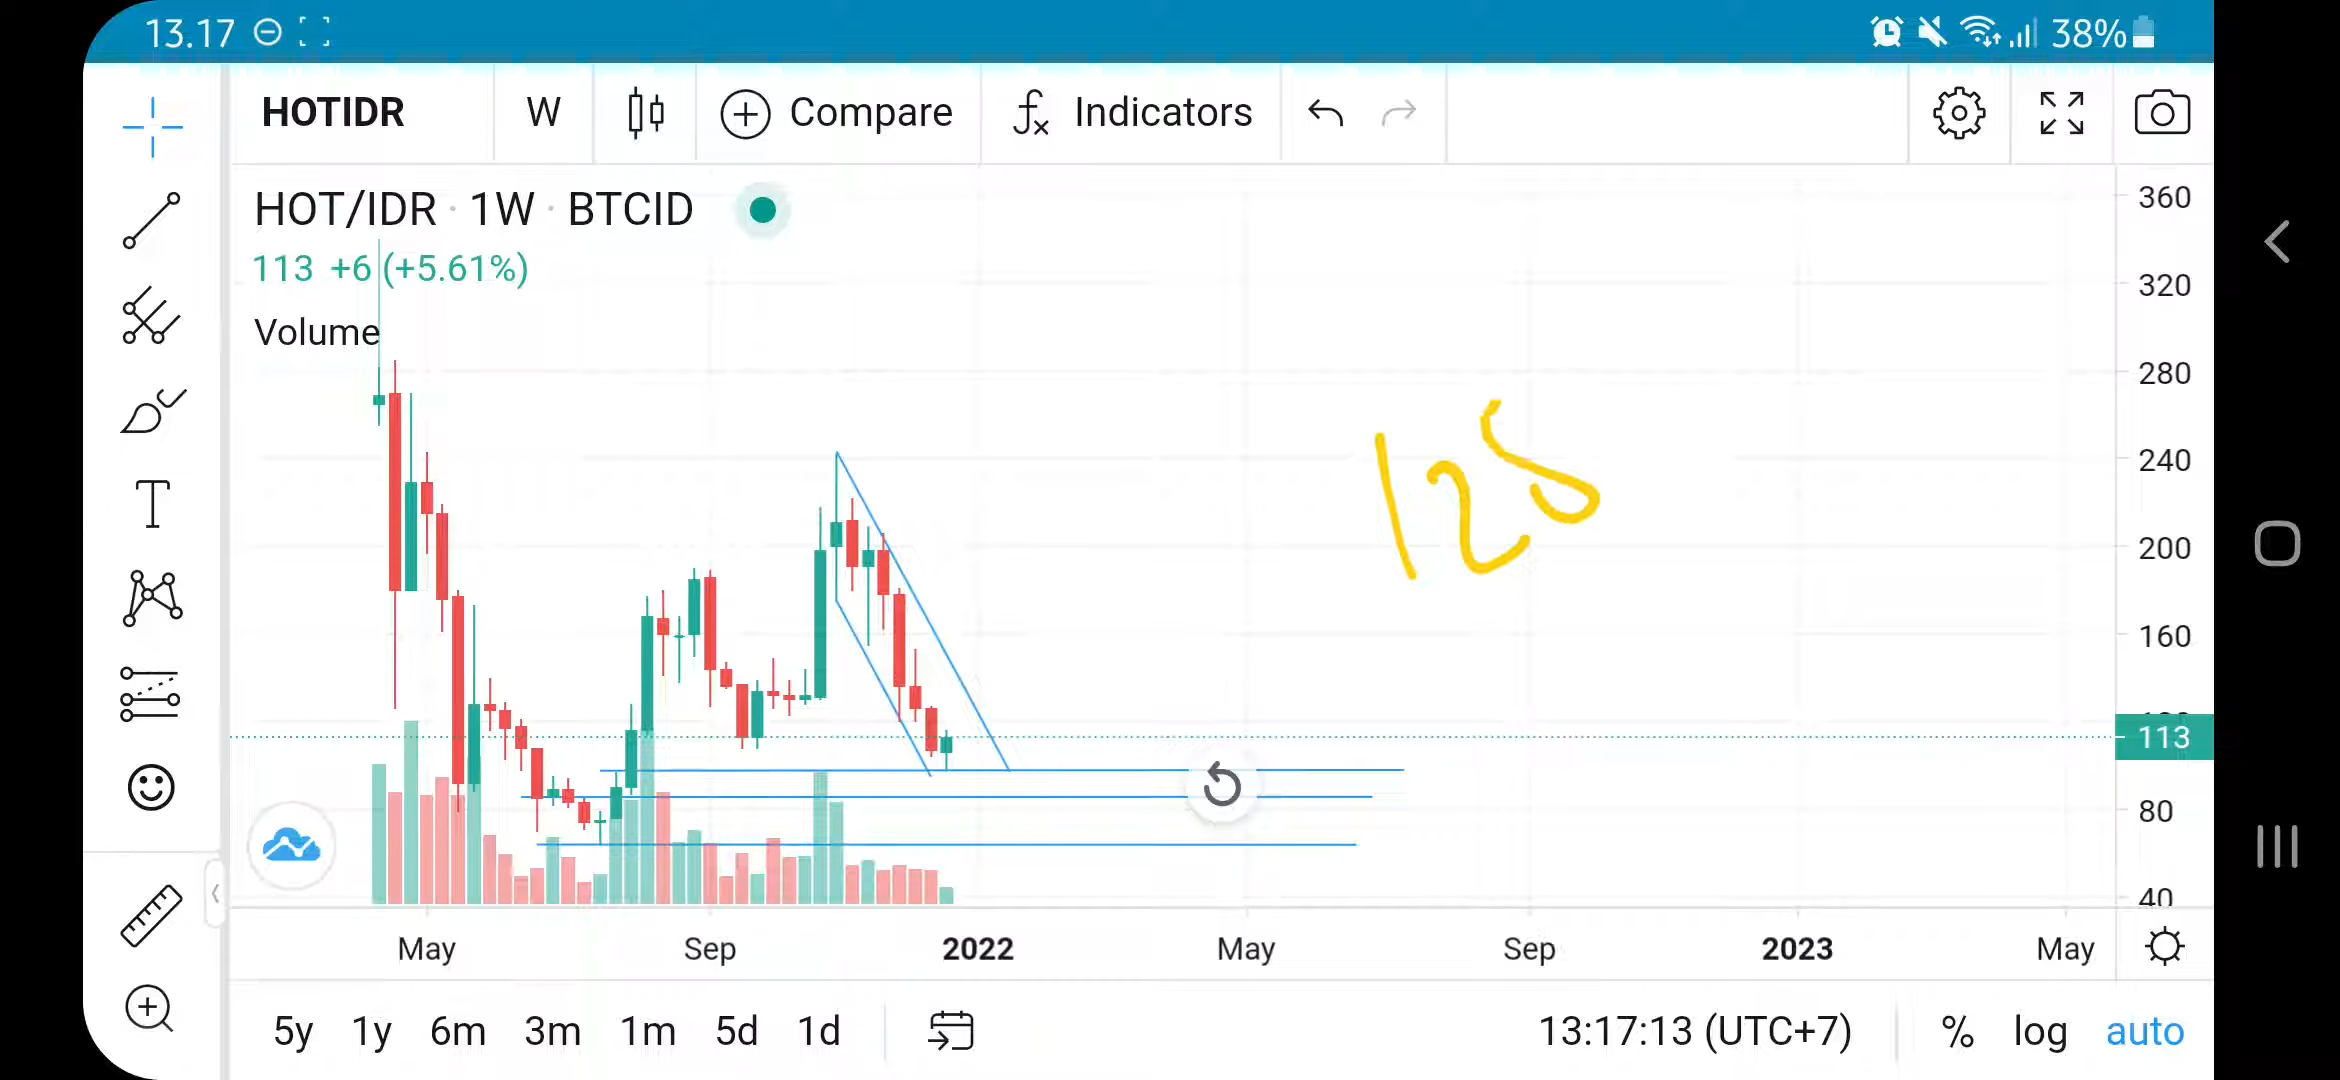 13.17 38%
HOTIDR W Compare Indicators
HOT/IDR · 1W · BTCID
113 +6 (+5.61%)
Volume
360
320
280
240
200
160
113
80
40
May Sep 2022 May Sep 2023 May
5y 1y 6m 3m 1m 5d 1d 13:17:13 (UTC+7) % log auto